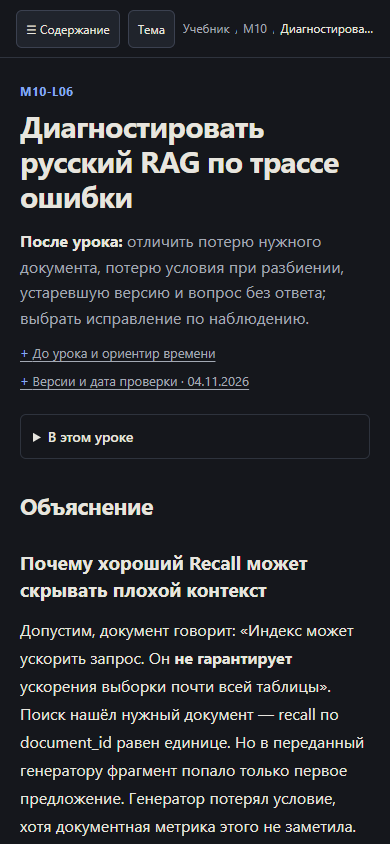 ☰ Содержание Тема Учебник / M10 / Диагностирова...
M10-L06
Диагностировать
русский RAG по трассе
ошибки
После урока: отличить потерю нужного
документа, потерю условия при разбиении,
устаревшую версию и вопрос без ответа;
выбрать исправление по наблюдению.
+ До урока и ориентир времени
+ Версии и дата проверки · 04.11.2026
▶ В этом уроке
Объяснение
Почему хороший Recall может
скрывать плохой контекст
Допустим, документ говорит: «Индекс может
ускорить запрос. Он не гарантирует
ускорения выборки почти всей таблицы».
Поиск нашёл нужный документ — recall по
document_id равен единице. Но в переданный
генератору фрагмент попало только первое
предложение. Генератор потерял условие,
хотя документная метрика этого не заметила.